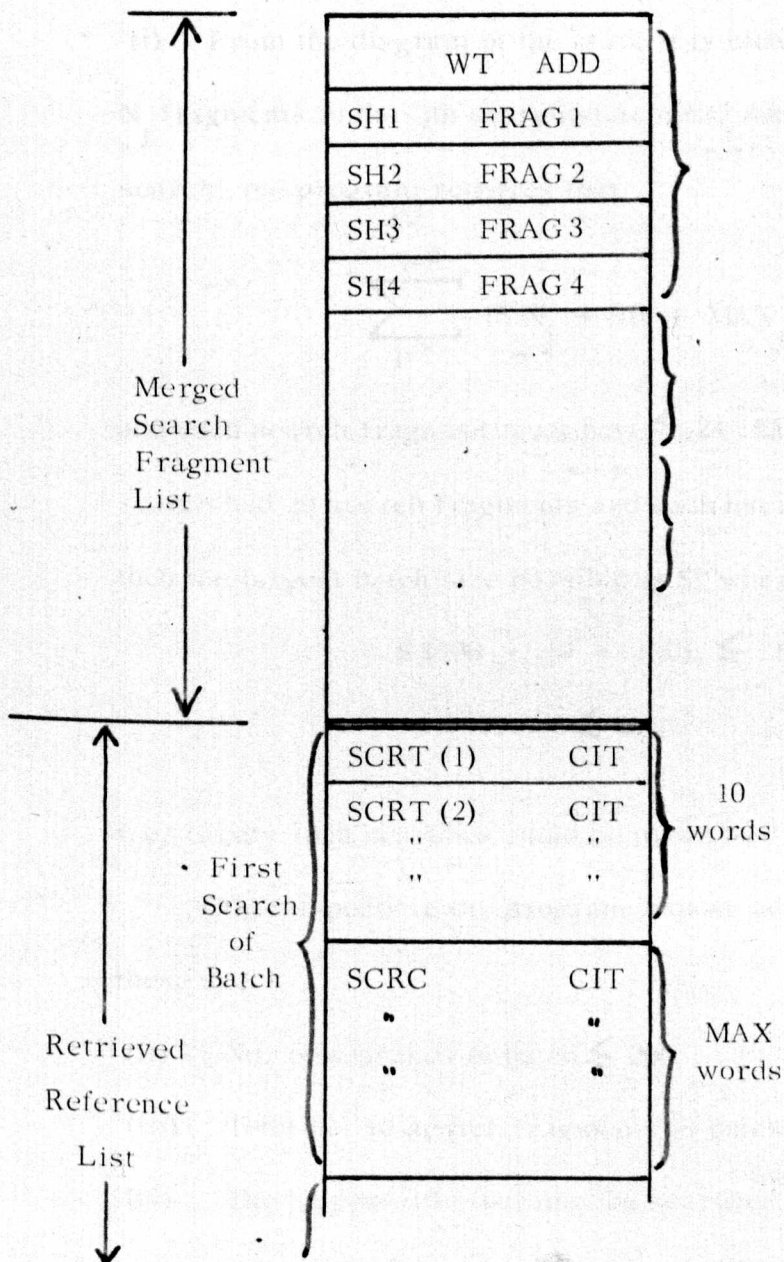 WT ADD
SH1 FRAG 1
SH2 FRAG 2
SH3 FRAG 3
SH4 FRAG 4
Merged
Search
Fragment
List
SCRT (1) CIT
SCRT (2) CIT
" "
" "
10
words
First
Search
of
Batch
SCRC CIT
" "
" "
MAX
words
Retrieved
Reference
List